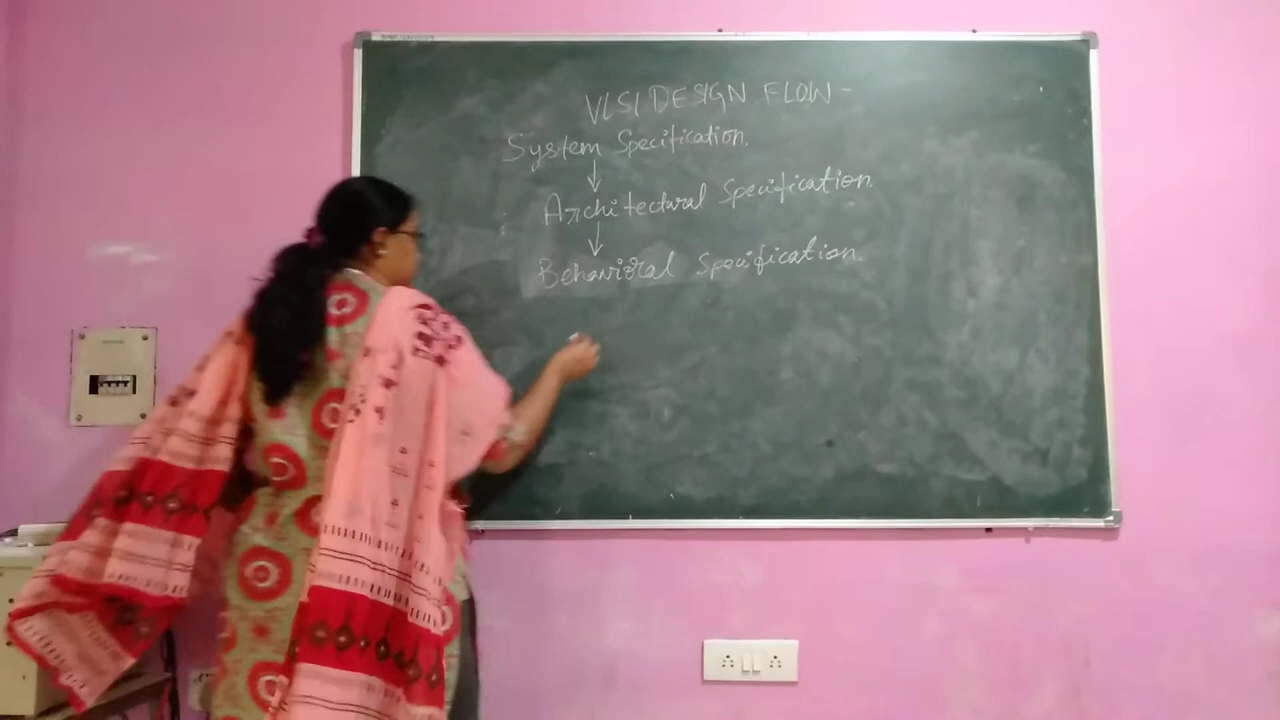 VLSI DESIGN FLOW -
System Specification.
↓
Architectural Specification.
↓
Behavioral Specification.